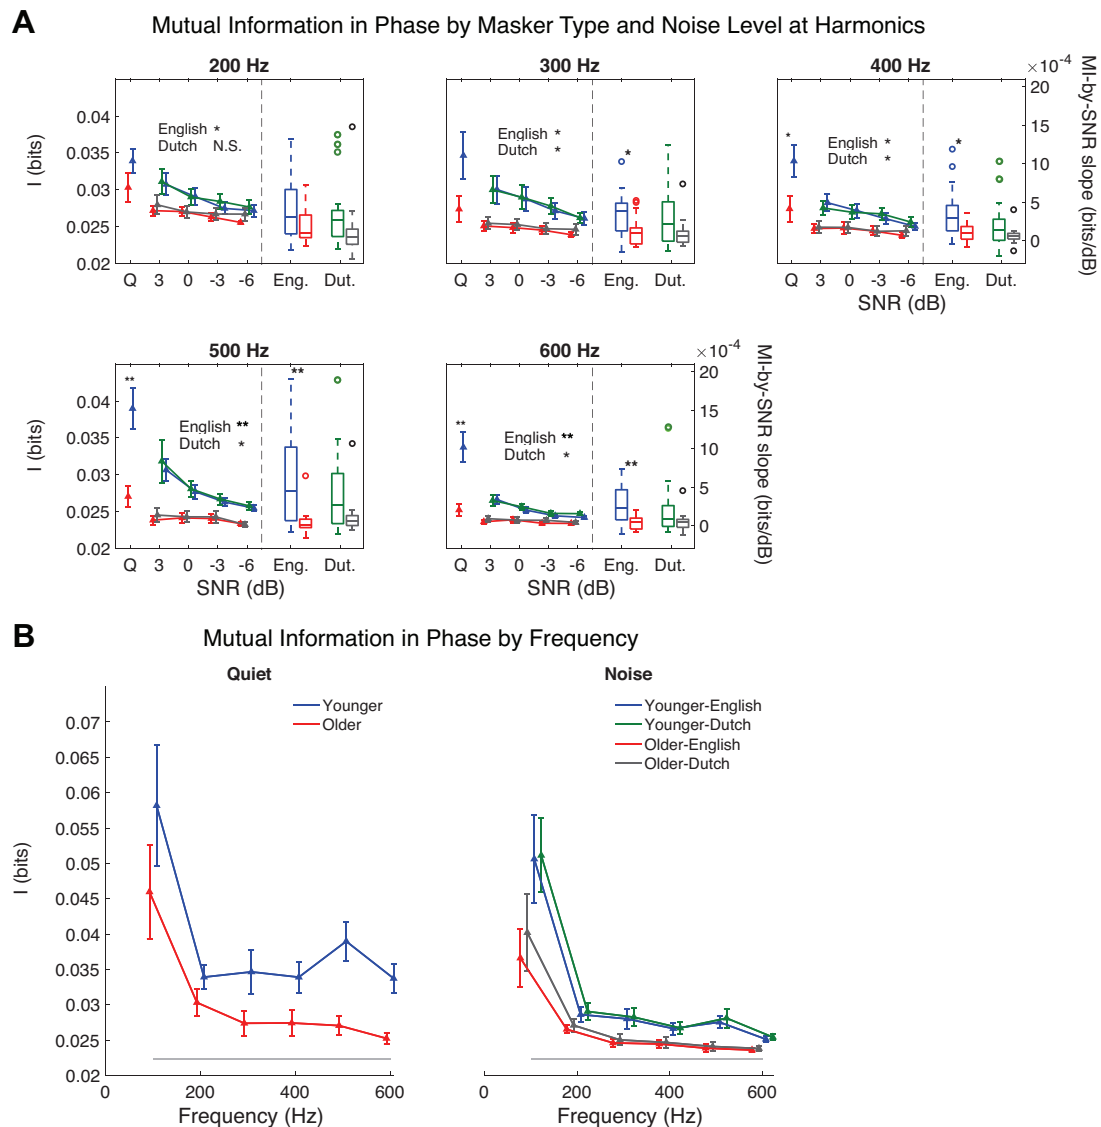 A
Mutual Information in Phase by Masker Type and Noise Level at Harmonics
200 Hz
300 Hz
400 Hz
×10⁻⁴
I (bits)
0.04
0.035
0.03
0.025
0.02
English *
Dutch N.S.
English *
Dutch *
*
*
English *
Dutch *
*
20
15
10
5
0
MI-by-SNR slope (bits/dB)
Q 3 0 -3 -6 Eng. Dut.
Q 3 0 -3 -6 Eng. Dut.
Q 3 0 -3 -6 Eng. Dut.
SNR (dB)
500 Hz
600 Hz
×10⁻⁴
I (bits)
0.04
0.035
0.03
0.025
0.02
**
English **
Dutch *
**
**
English **
Dutch *
**
20
15
10
5
0
MI-by-SNR slope (bits/dB)
Q 3 0 -3 -6 Eng. Dut.
Q 3 0 -3 -6 Eng. Dut.
SNR (dB)
B
Mutual Information in Phase by Frequency
Quiet
Noise
Younger
Older
Younger-English
Younger-Dutch
Older-English
Older-Dutch
I (bits)
0.07
0.065
0.06
0.055
0.05
0.045
0.04
0.035
0.03
0.025
0.02
0 200 400 600
0 200 400 600
Frequency (Hz)
Frequency (Hz)